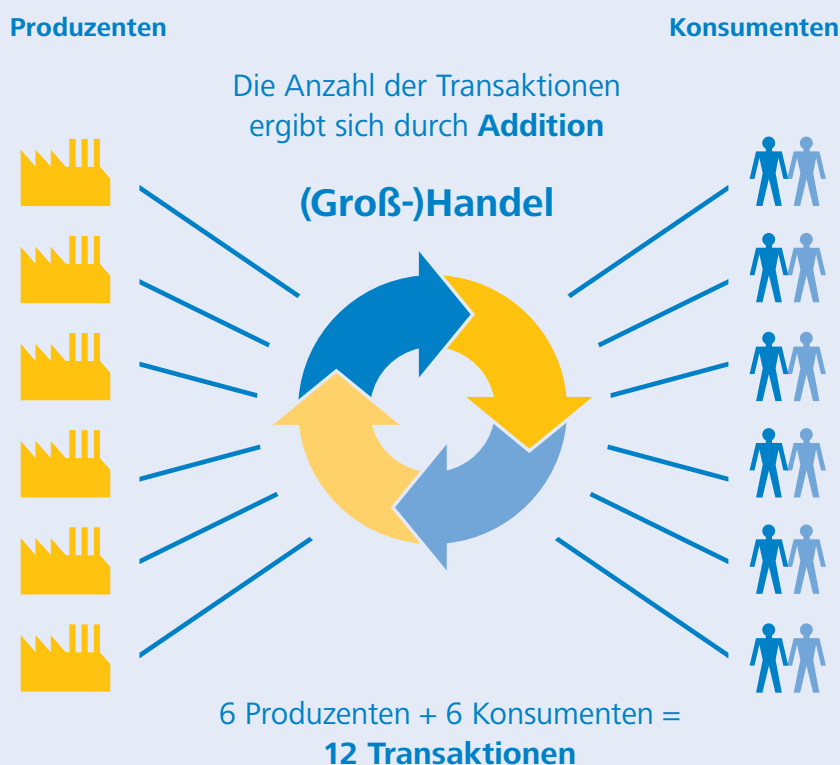 Produzenten
Konsumenten
Die Anzahl der Transaktionen
ergibt sich durch Addition
(Groß-)Handel
6 Produzenten + 6 Konsumenten =
12 Transaktionen